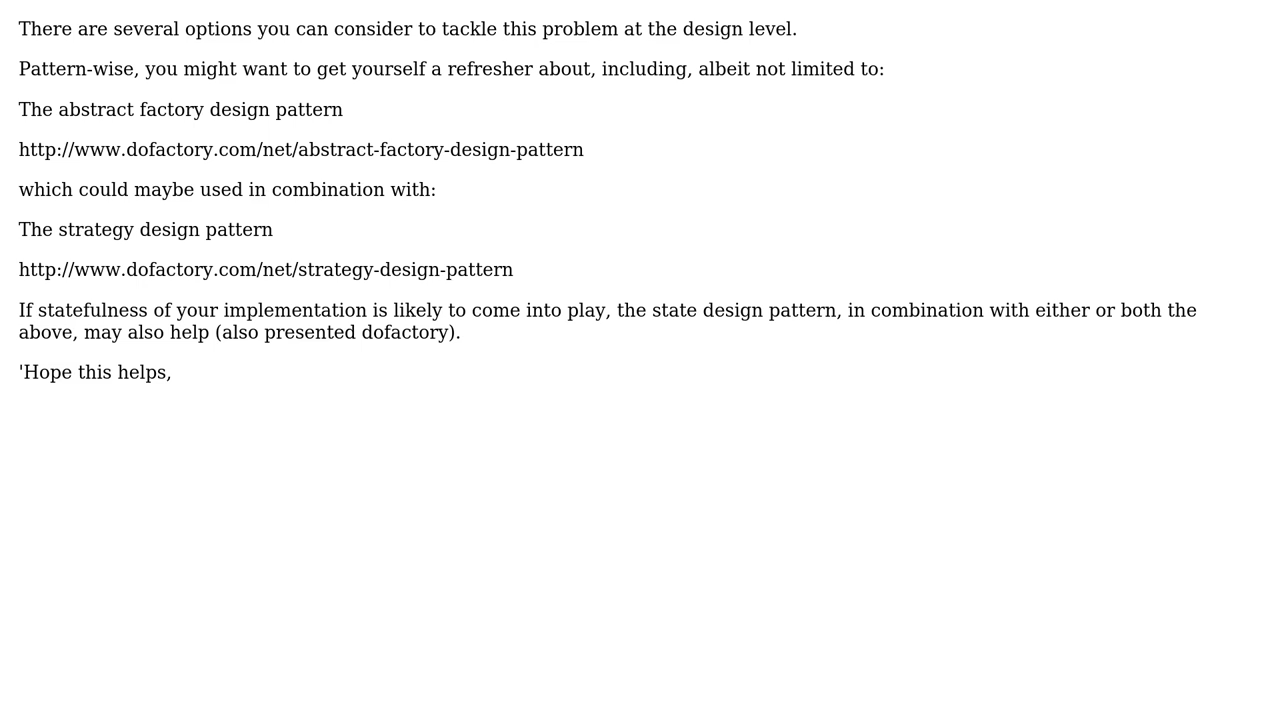 There are several options you can consider to tackle this problem at the design level.
Pattern-wise, you might want to get yourself a refresher about, including, albeit not limited to:
The abstract factory design pattern
http://www.dofactory.com/net/abstract-factory-design-pattern
which could maybe used in combination with:
The strategy design pattern
http://www.dofactory.com/net/strategy-design-pattern
If statefulness of your implementation is likely to come into play, the state design pattern, in combination with either or both the
above, may also help (also presented dofactory).
'Hope this helps,